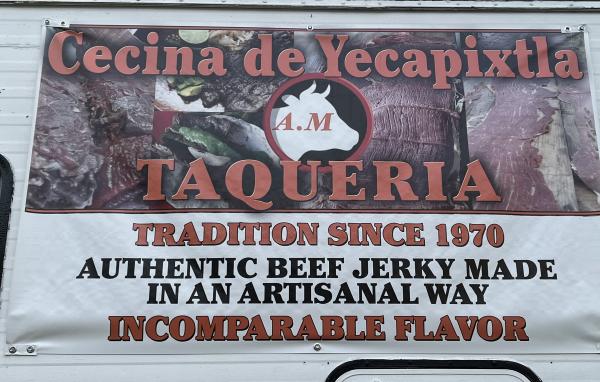 Cecina de Yecapixtla
A.M
TAQUERIA
TRADITION SINCE 1970
AUTHENTIC BEEF JERKY MADE
IN AN ARTISANAL WAY
INCOMPARABLE FLAVOR